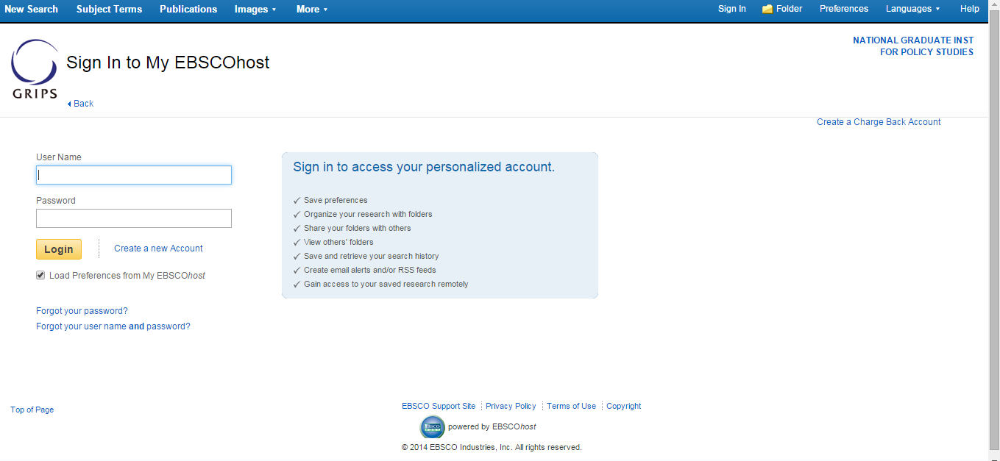 New Search Subject Terms Publications Images More Sign In Folder Preferences Languages Help
NATIONAL GRADUATE INST
FOR POLICY STUDIES
GRIPS
Sign In to My EBSCOhost
Back
Create a Charge Back Account
User Name
Password
Login Create a new Account
Load Preferences from My EBSCOhost
Forgot your password?
Forgot your user name and password?
Sign in to access your personalized account.
Save preferences
Organize your research with folders
Share your folders with others
View others' folders
Save and retrieve your search history
Create email alerts and/or RSS feeds
Gain access to your saved research remotely
Top of Page
EBSCO Support Site Privacy Policy Terms of Use Copyright
EBSCO
HOST
powered by EBSCOhost
© 2014 EBSCO Industries, Inc. All rights reserved.